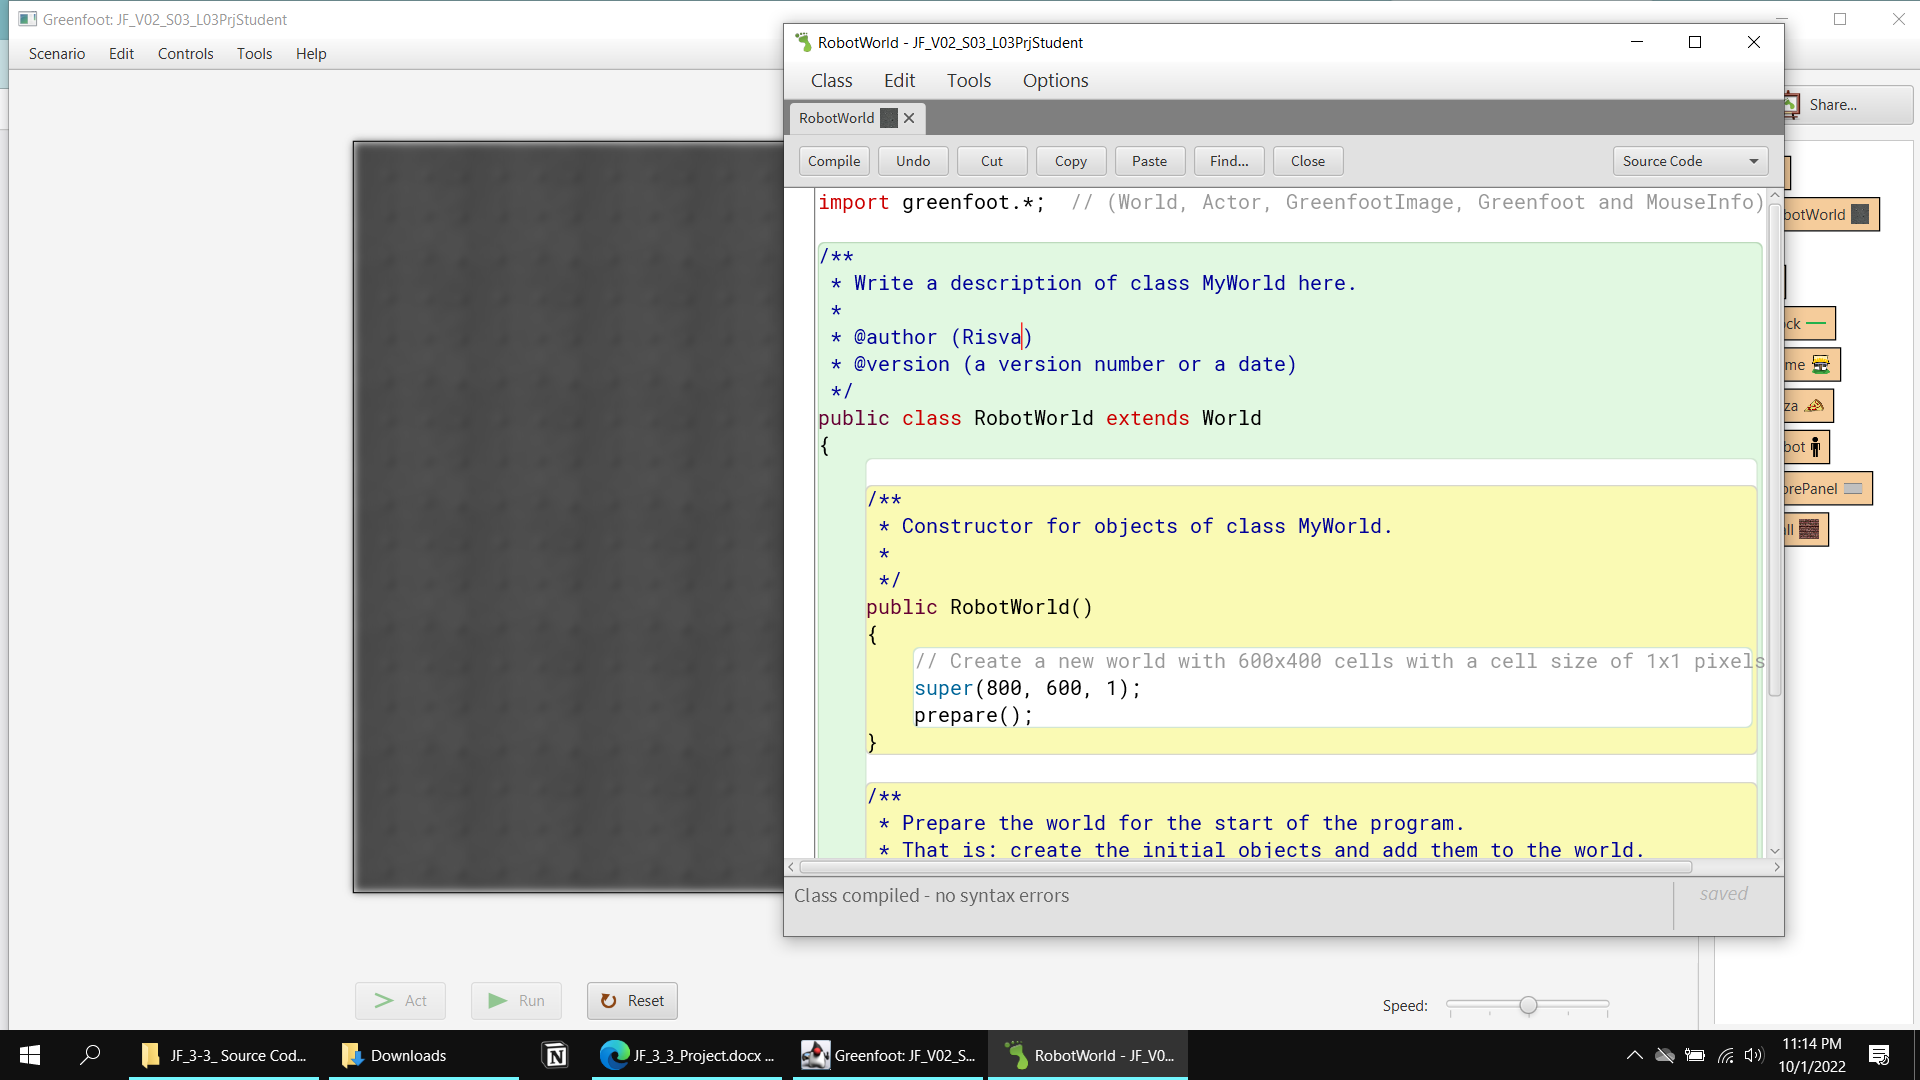 Greenfoot: JF_V02_S03_L03PrjStudent
Scenario Edit Controls Tools Help
RobotWorld - JF_V02_S03_L03PrjStudent
Class Edit Tools Options
RobotWorld
Compile Undo Cut Copy Paste Find... Close Source Code
import greenfoot.*;  // (World, Actor, GreenfootImage, Greenfoot and MouseInfo)
/**
 * Write a description of class MyWorld here.
 *
 * @author (Risva)
 * @version (a version number or a date)
 */
public class RobotWorld extends World
{
/**
 * Constructor for objects of class MyWorld.
 *
 */
public RobotWorld()
{
// Create a new world with 600x400 cells with a cell size of 1x1 pixels
super(800, 600, 1);
prepare();
}
/**
 * Prepare the world for the start of the program.
 * That is: create the initial objects and add them to the world.
Class compiled - no syntax errors
saved
Share...
botWorld
ck
me
za
bot
orePanel
ll
Act Run Reset Speed:
JF_3-3_ Source Cod... Downloads JF_3_3_Project.docx ... Greenfoot: JF_V02_S... RobotWorld - JF_V0...
11:14 PM
10/1/2022